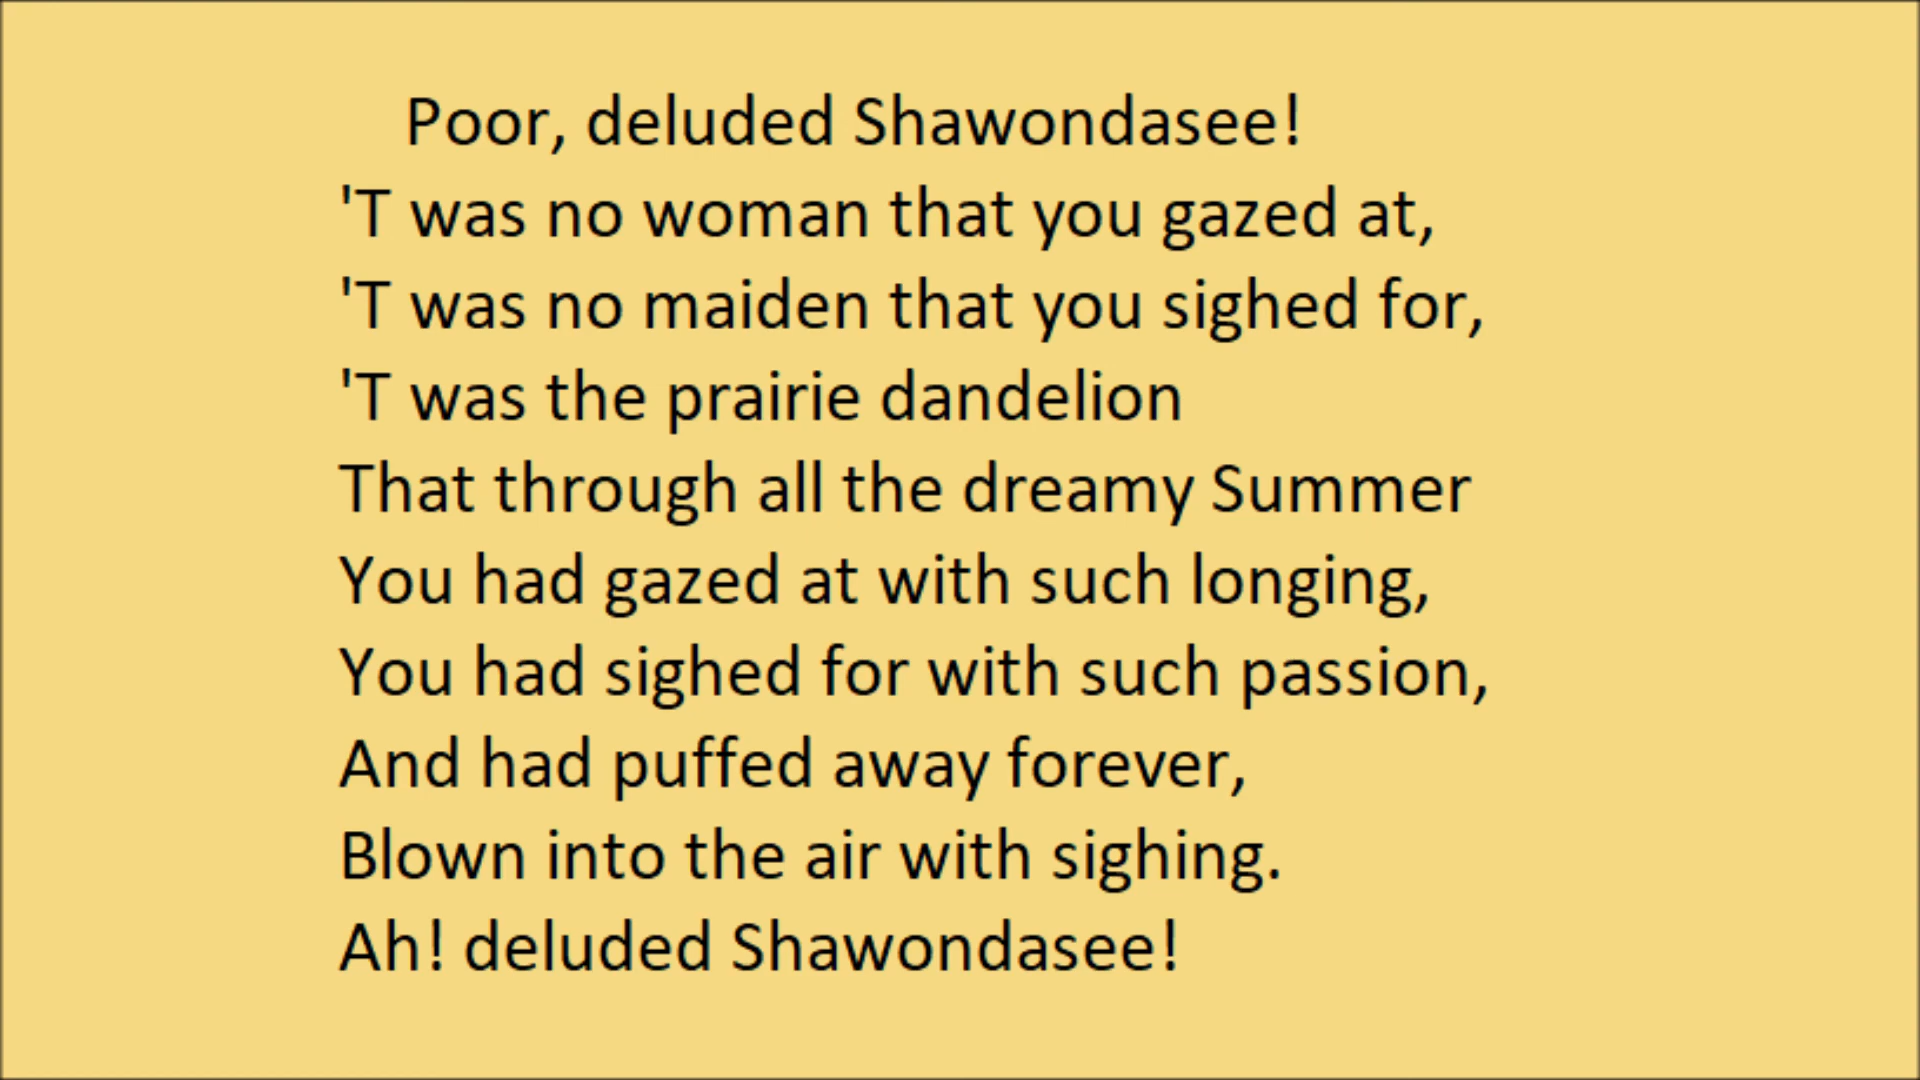 Poor, deluded Shawondasee!
'T was no woman that you gazed at,
'T was no maiden that you sighed for,
'T was the prairie dandelion
That through all the dreamy Summer
You had gazed at with such longing,
You had sighed for with such passion,
And had puffed away forever,
Blown into the air with sighing.
Ah! deluded Shawondasee!